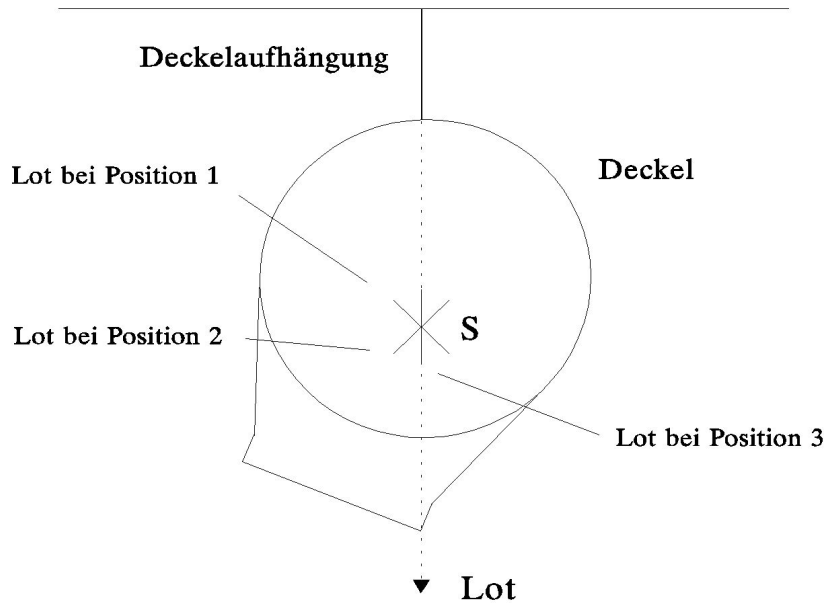 Deckelaufhängung
Deckel
Lot bei Position 1
S
Lot bei Position 2
Lot bei Position 3
Lot